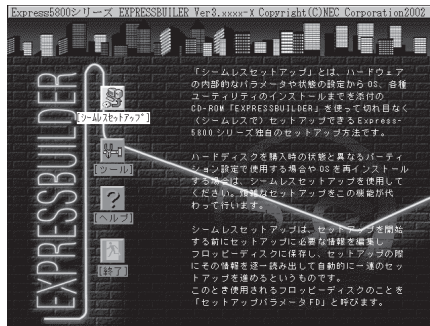 Express5800シリーズ EXPRESSBUILER Ver3.xxxx-X Copyright(C)NEC Corporation2002
EXPRESSBUILDER
[シームレスセットアップ]
[ツール]
[ヘルプ]
[終了]
「シームレスセットアップ」とは、ハードウェア
の内部的なパラメータや状態の設定からOS、各種
ユーティリティのインストールまでを添付の
CD-ROM「EXPRESSBUILDER」を使って切れ目なく
(シームレスで)セットアップできるExpress-
5800シリーズ独自のセットアップ方法です。
ハードディスクを購入時の状態と異なるパーティ
ション設定で使用する場合やOSを再インストール
する場合は、シームレスセットアップを使用して
ください。煩雑なセットアップをこの機能が代
わって行います。
シームレスセットアップは、セットアップを開始
する前にセットアップに必要な情報を編集し
フロッピーディスクに保存し、セットアップの際
にその情報を逐一読み出して自動的に一連のセッ
トアップを進めるというものです。
このとき使用されるフロッピーディスクのことを
「セットアップパラメータFD」と呼びます。